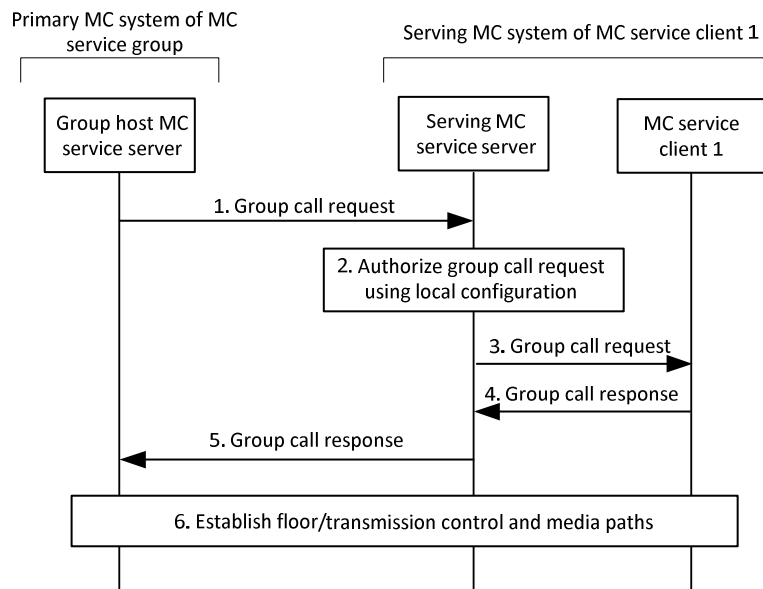 Primary MC system of MC
service group
Serving MC system of MC service client 1
Group host MC
service server
Serving MC
service server
MC service
client 1
1. Group call request
2. Authorize group call request
using local configuration
3. Group call request
4. Group call response
5. Group call response
6. Establish floor/transmission control and media paths